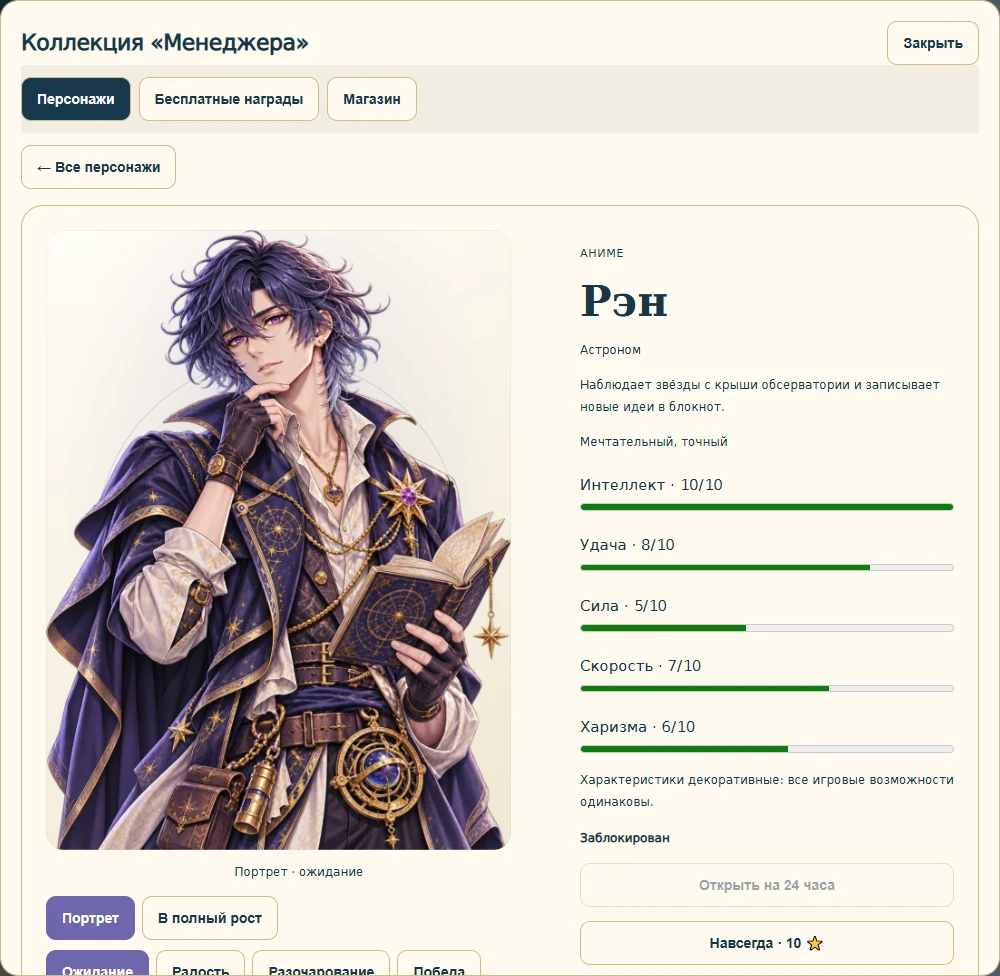 Коллекция «Менеджера»
Закрыть
Персонажи
Бесплатные награды
Магазин
← Все персонажи
АНИМЕ
Рэн
Астроном
Наблюдает звёзды с крыши обсерватории и записывает
новые идеи в блокнот.
Мечтательный, точный
Интеллект · 10/10
Удача · 8/10
Сила · 5/10
Скорость · 7/10
Харизма · 6/10
Характеристики декоративные: все игровые возможности
одинаковы.
Заблокирован
Открыть на 24 часа
Навсегда · 10 ⭐
Портрет · ожидание
Портрет
В полный рост
Ожидание
Радость
Разочарование
Победа